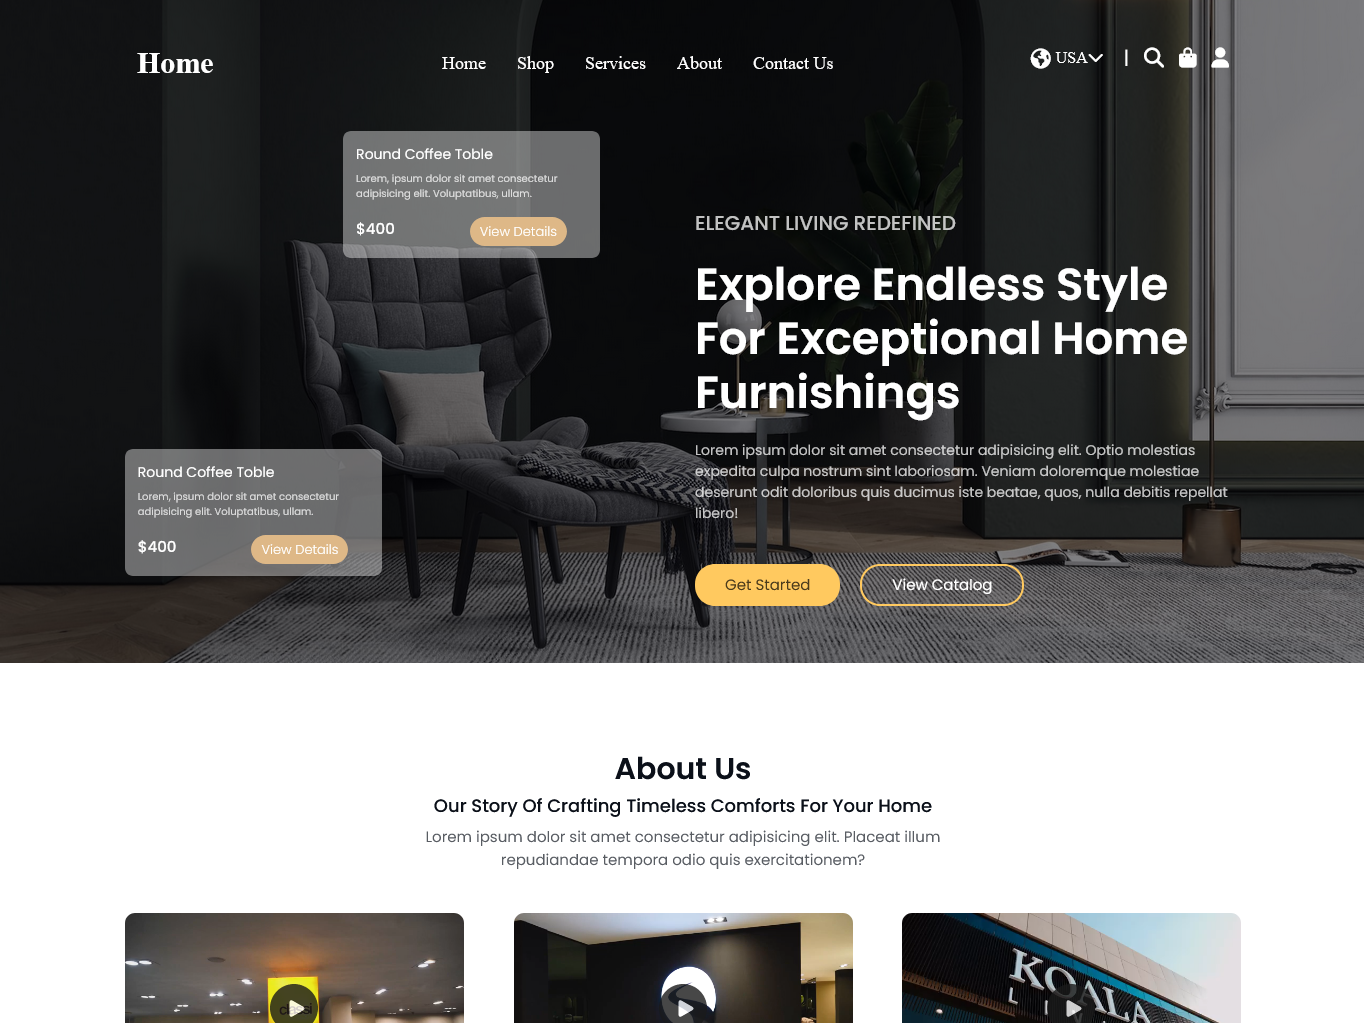 Home
Home Shop Services About Contact Us
USA
|
Round Coffee Toble
Lorem, ipsum dolor sit amet consectetur
adipisicing elit. Voluptatibus, ullam.
$400 View Details
ELEGANT LIVING REDEFINED
Explore Endless Style
For Exceptional Home
Furnishings
Lorem ipsum dolor sit amet consectetur adipisicing elit. Optio molestias
expedita culpa nostrum sint laboriosam. Veniam doloremque molestiae
deserunt odit doloribus quis ducimus iste beatae, quos, nulla debitis repellat
libero!
Round Coffee Toble
Lorem, ipsum dolor sit amet consectetur
adipisicing elit. Voluptatibus, ullam.
$400 View Details
Get Started View Catalog
About Us
Our Story Of Crafting Timeless Comforts For Your Home
Lorem ipsum dolor sit amet consectetur adipisicing elit. Placeat illum
repudiandae tempora odio quis exercitationem?
KOALA